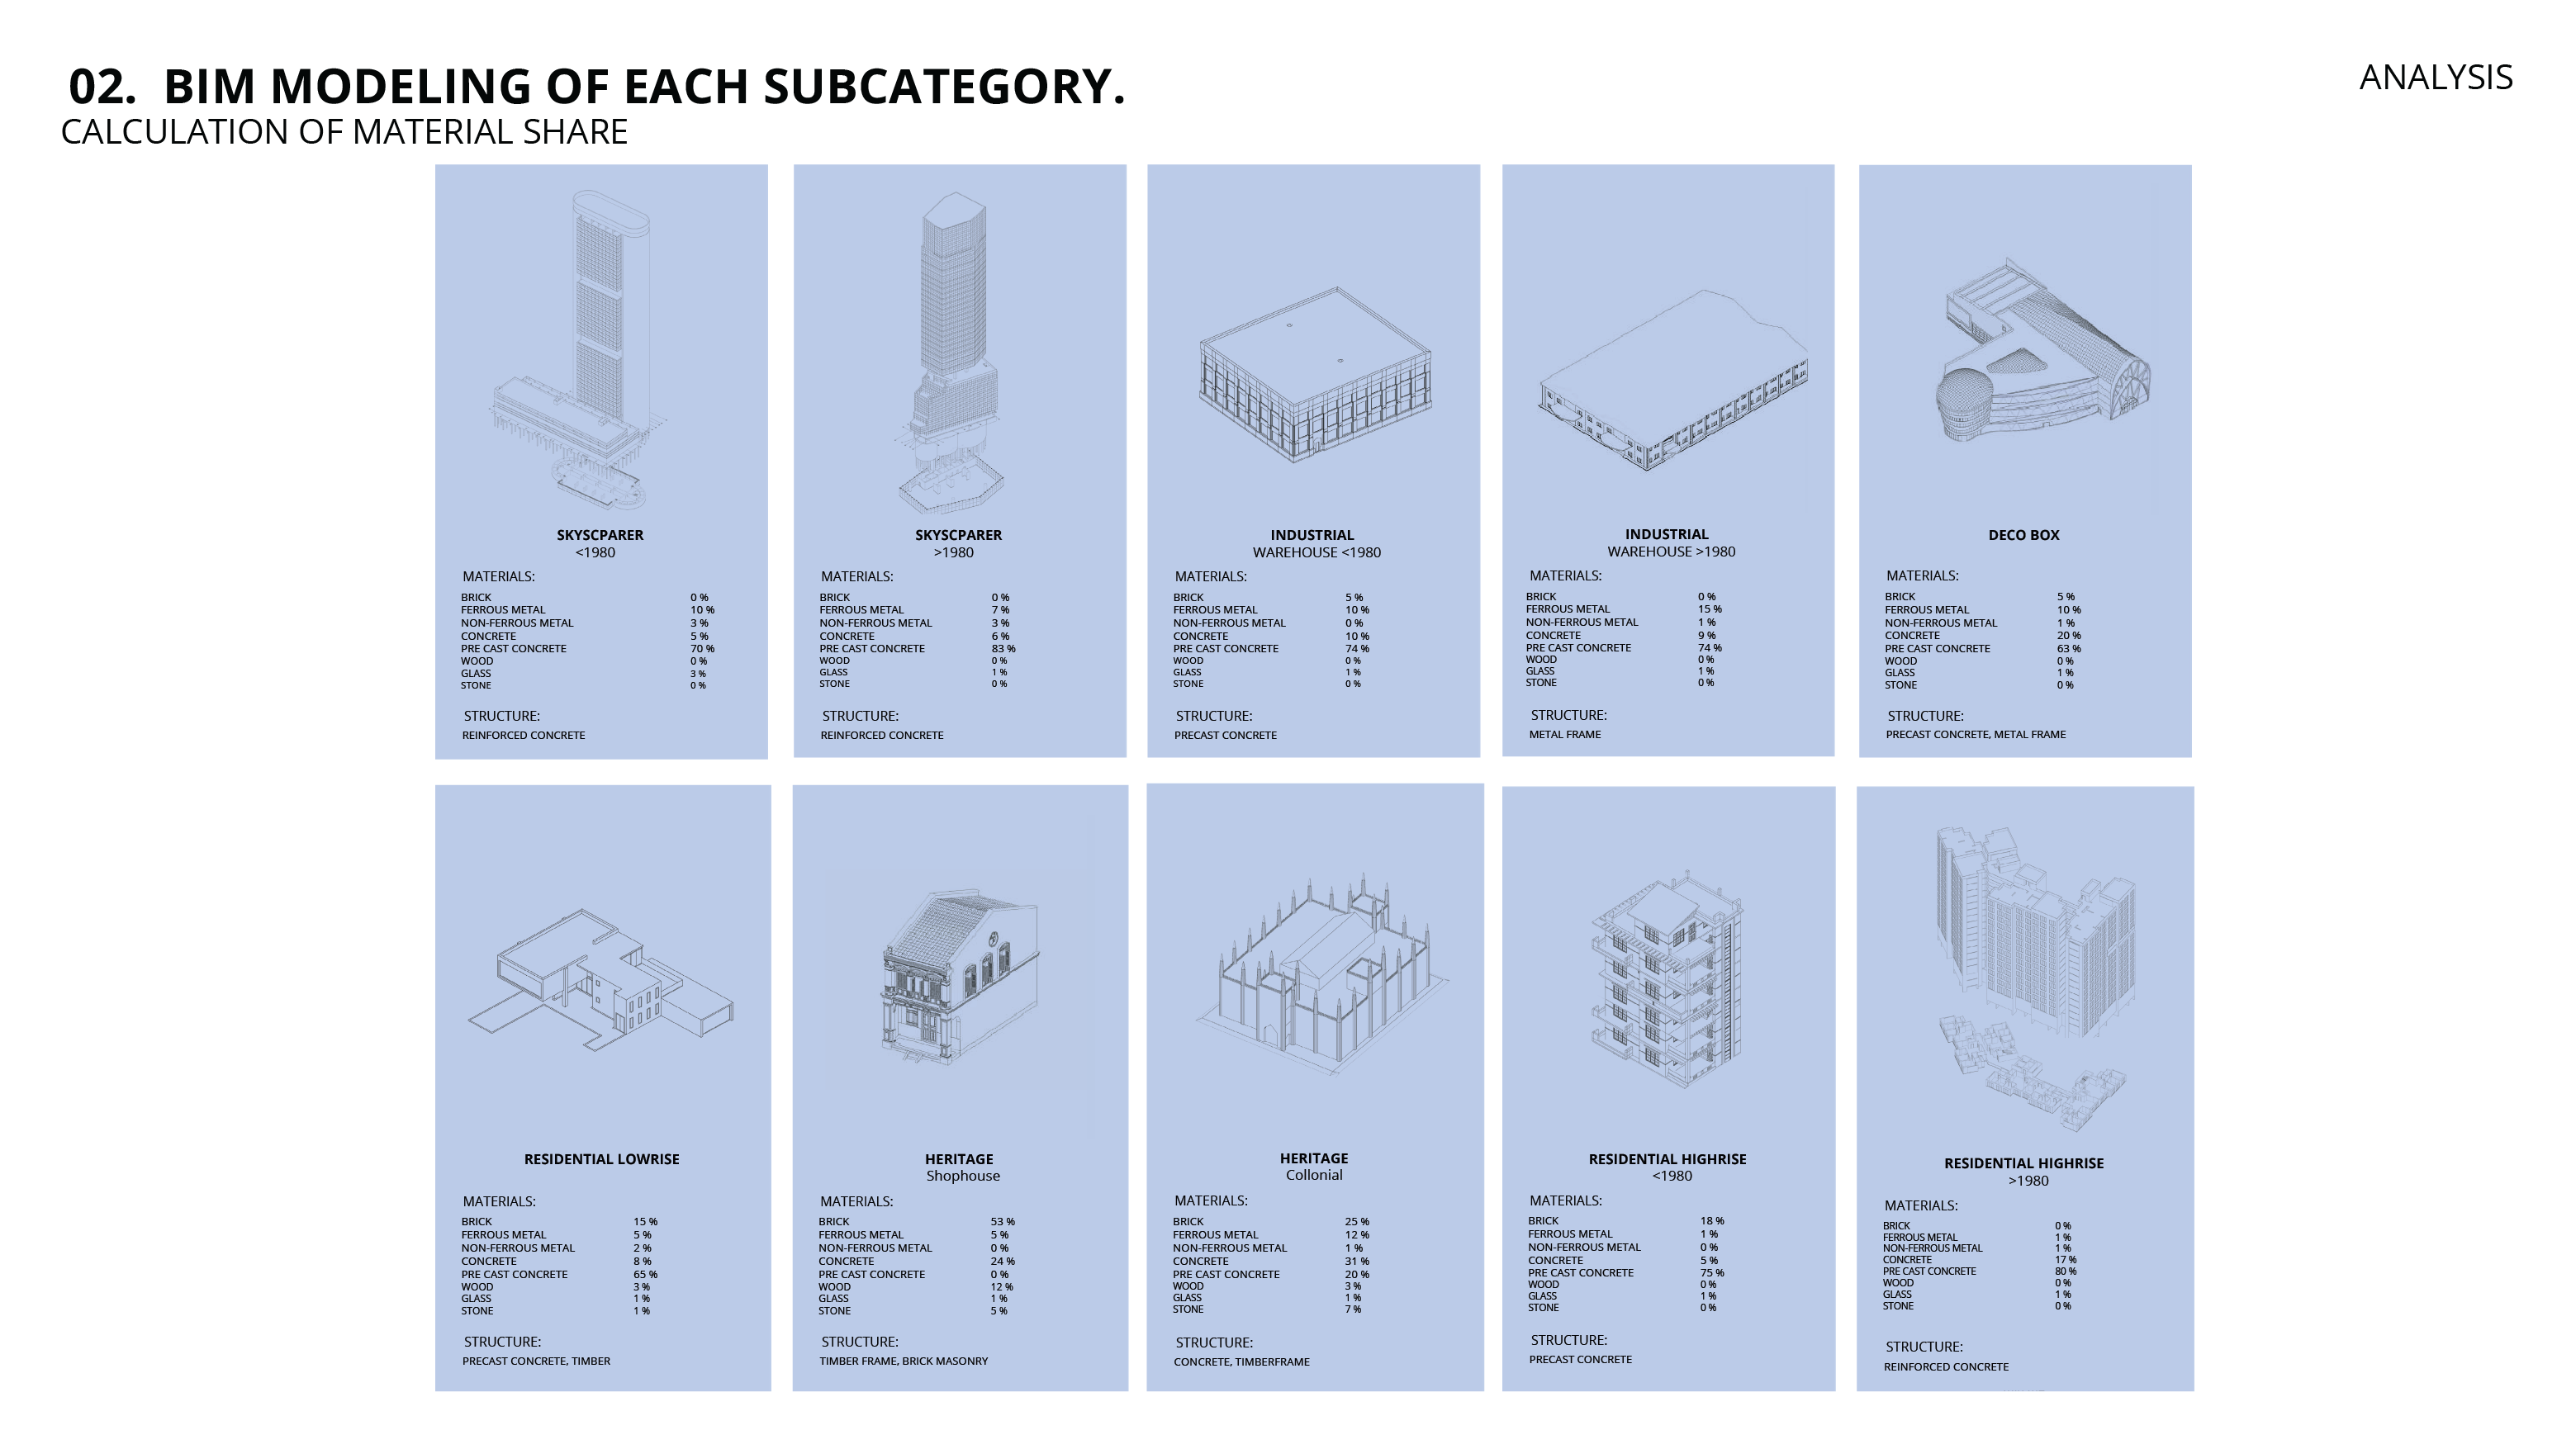 02. BIM MODELING OF EACH SUBCATEGORY.
CALCULATION OF MATERIAL SHARE
ANALYSIS
SKYSCPARER
<1980
MATERIALS:
BRICK 0 %
FERROUS METAL 10 %
NON-FERROUS METAL 3 %
CONCRETE 5 %
PRE CAST CONCRETE 70 %
WOOD 0 %
GLASS 3 %
STONE 0 %
STRUCTURE:
REINFORCED CONCRETE
SKYSCPARER
>1980
MATERIALS:
BRICK 0 %
FERROUS METAL 7 %
NON-FERROUS METAL 3 %
CONCRETE 6 %
PRE CAST CONCRETE 83 %
WOOD 0 %
GLASS 1 %
STONE 0 %
STRUCTURE:
REINFORCED CONCRETE
INDUSTRIAL
WAREHOUSE <1980
MATERIALS:
BRICK 5 %
FERROUS METAL 10 %
NON-FERROUS METAL 0 %
CONCRETE 10 %
PRE CAST CONCRETE 74 %
WOOD 0 %
GLASS 1 %
STONE 0 %
STRUCTURE:
PRECAST CONCRETE
INDUSTRIAL
WAREHOUSE >1980
MATERIALS:
BRICK 0 %
FERROUS METAL 15 %
NON-FERROUS METAL 1 %
CONCRETE 9 %
PRE CAST CONCRETE 74 %
WOOD 0 %
GLASS 1 %
STONE 0 %
STRUCTURE:
METAL FRAME
DECO BOX
MATERIALS:
BRICK 5 %
FERROUS METAL 10 %
NON-FERROUS METAL 1 %
CONCRETE 20 %
PRE CAST CONCRETE 63 %
WOOD 0 %
GLASS 1 %
STONE 0 %
STRUCTURE:
PRECAST CONCRETE, METAL FRAME
RESIDENTIAL LOWRISE
MATERIALS:
BRICK 15 %
FERROUS METAL 5 %
NON-FERROUS METAL 2 %
CONCRETE 8 %
PRE CAST CONCRETE 65 %
WOOD 3 %
GLASS 1 %
STONE 1 %
STRUCTURE:
PRECAST CONCRETE, TIMBER
HERITAGE
Shophouse
MATERIALS:
BRICK 53 %
FERROUS METAL 5 %
NON-FERROUS METAL 0 %
CONCRETE 24 %
PRE CAST CONCRETE 0 %
WOOD 12 %
GLASS 1 %
STONE 5 %
STRUCTURE:
TIMBER FRAME, BRICK MASONRY
HERITAGE
Collonial
MATERIALS:
BRICK 25 %
FERROUS METAL 12 %
NON-FERROUS METAL 1 %
CONCRETE 31 %
PRE CAST CONCRETE 20 %
WOOD 3 %
GLASS 1 %
STONE 7 %
STRUCTURE:
CONCRETE, TIMBERFRAME
RESIDENTIAL HIGHRISE
<1980
MATERIALS:
BRICK 18 %
FERROUS METAL 1 %
NON-FERROUS METAL 0 %
CONCRETE 5 %
PRE CAST CONCRETE 75 %
WOOD 0 %
GLASS 1 %
STONE 0 %
STRUCTURE:
PRECAST CONCRETE
RESIDENTIAL HIGHRISE
>1980
MATERIALS:
BRICK 0 %
FERROUS METAL 1 %
NON-FERROUS METAL 1 %
CONCRETE 17 %
PRE CAST CONCRETE 80 %
WOOD 0 %
GLASS 1 %
STONE 0 %
STRUCTURE:
REINFORCED CONCRETE